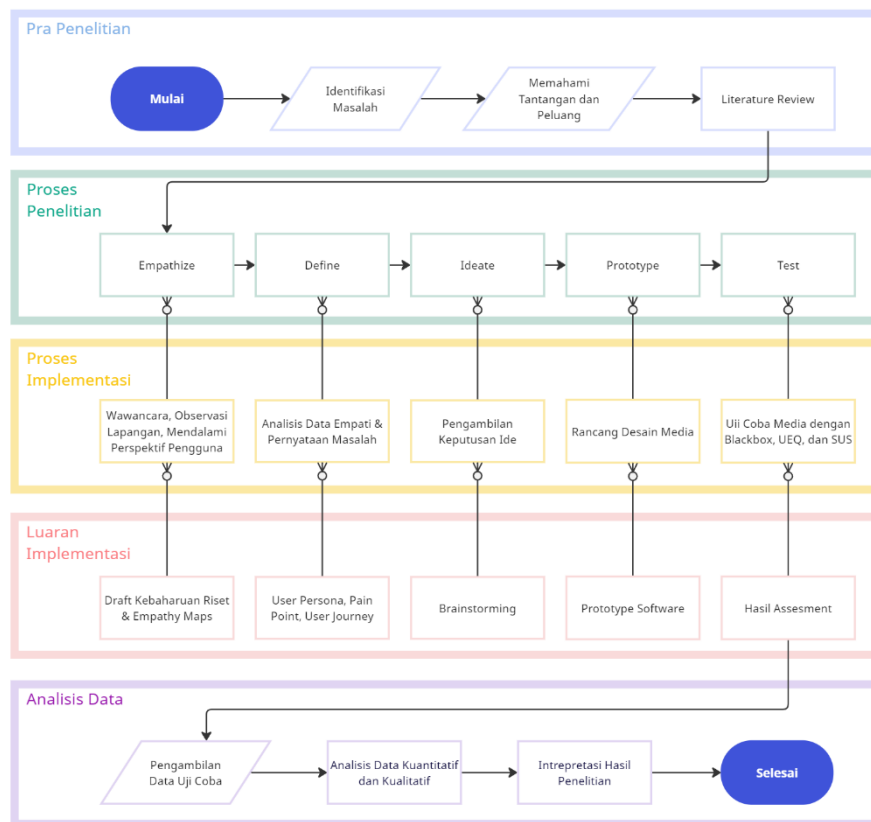 Pra Penelitian
Mulai
Identifikasi
Masalah
Memahami
Tantangan dan
Peluang
Literature Review
Proses
Penelitian
Empathize
Define
Ideate
Prototype
Test
Proses
Implementasi
Wawancara, Observasi
Lapangan, Mendalami
Perspektif Pengguna
Analisis Data Empati &
Pernyataan Masalah
Pengambilan
Keputusan Ide
Rancang Desain Media
Uii Coba Media dengan
Blackbox, UEQ, dan SUS
Luaran
Implementasi
Draft Kebaharuan Riset
& Empathy Maps
User Persona, Pain
Point, User Journey
Brainstorming
Prototype Software
Hasil Assesment
Analisis Data
Pengambilan
Data Uji Coba
Analisis Data Kuantitatif
dan Kualitatif
Intrepretasi Hasil
Penelitian
Selesai